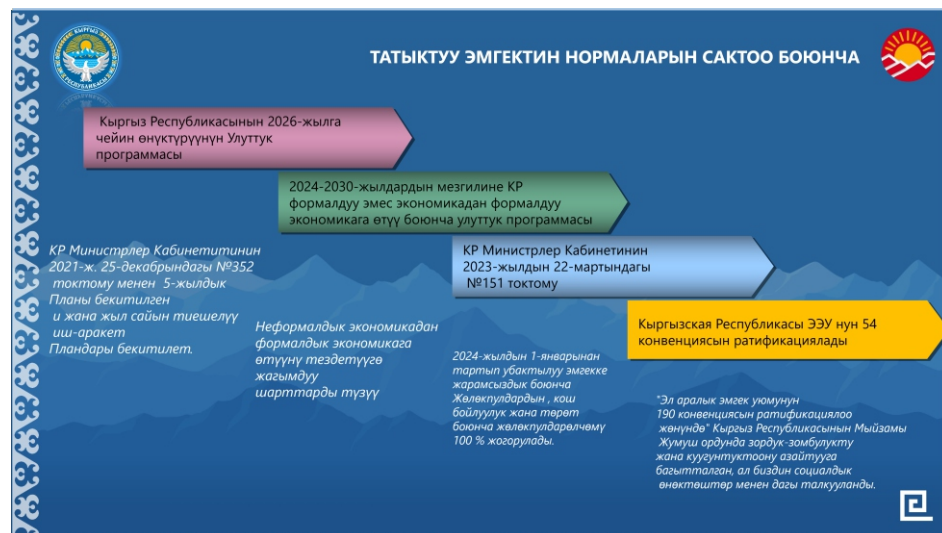 ТАТЫКТУУ ЭМГЕКТИН НОРМАЛАРЫН САКТОО БОЮНЧА
Кыргыз Республикасынын 2026-жылга
чейин өнүктүрүүнүн Улуттук
программасы
2024-2030-жылдардын мезгилине КР
формалдуу эмес экономикадан формалдуу
экономикага өтүү боюнча улуттук программасы
КР Министрлер Кабинетинин
2023-жылдын 22-мартындагы
№151 токтому
Кыргызская Республикасы ЭЭУ нун 54
конвенциясын ратификациялады
КР Министрлер Кабинетитинин
2021-ж. 25-декабрындагы №352
токтому менен 5-жылдык
Планы бекитилген
и жана жыл сайын тиешелүү
иш-аракет
Пландары бекитилет.
Неформалдык экономикадан
формалдык экономикага
өтүүнү тездетүүгө
жагымдуу
шарттарды түзүү
2024-жылдын 1-январынан
тартып убактылуу эмгекке
жарамсыздык боюнча
Жөлөкпулдардын , кош
бойлуулук жана төрөт
боюнча жөлөкпулдарөлчөмү
100 % жогорулады.
"Эл аралык эмгек уюмунун
190 конвенциясын ратификациялоо
жөнүндө" Кыргыз Республикасынын Мыйзамы
Жумуш ордунда зордук-зомбулукту
жана куугунтуктоону азайтууга
багытталган, ал биздин социалдык
өнөктөштөр менен дагы талкууланды.
КЫРГЫЗ
РЕСПУБЛИКАСЫ